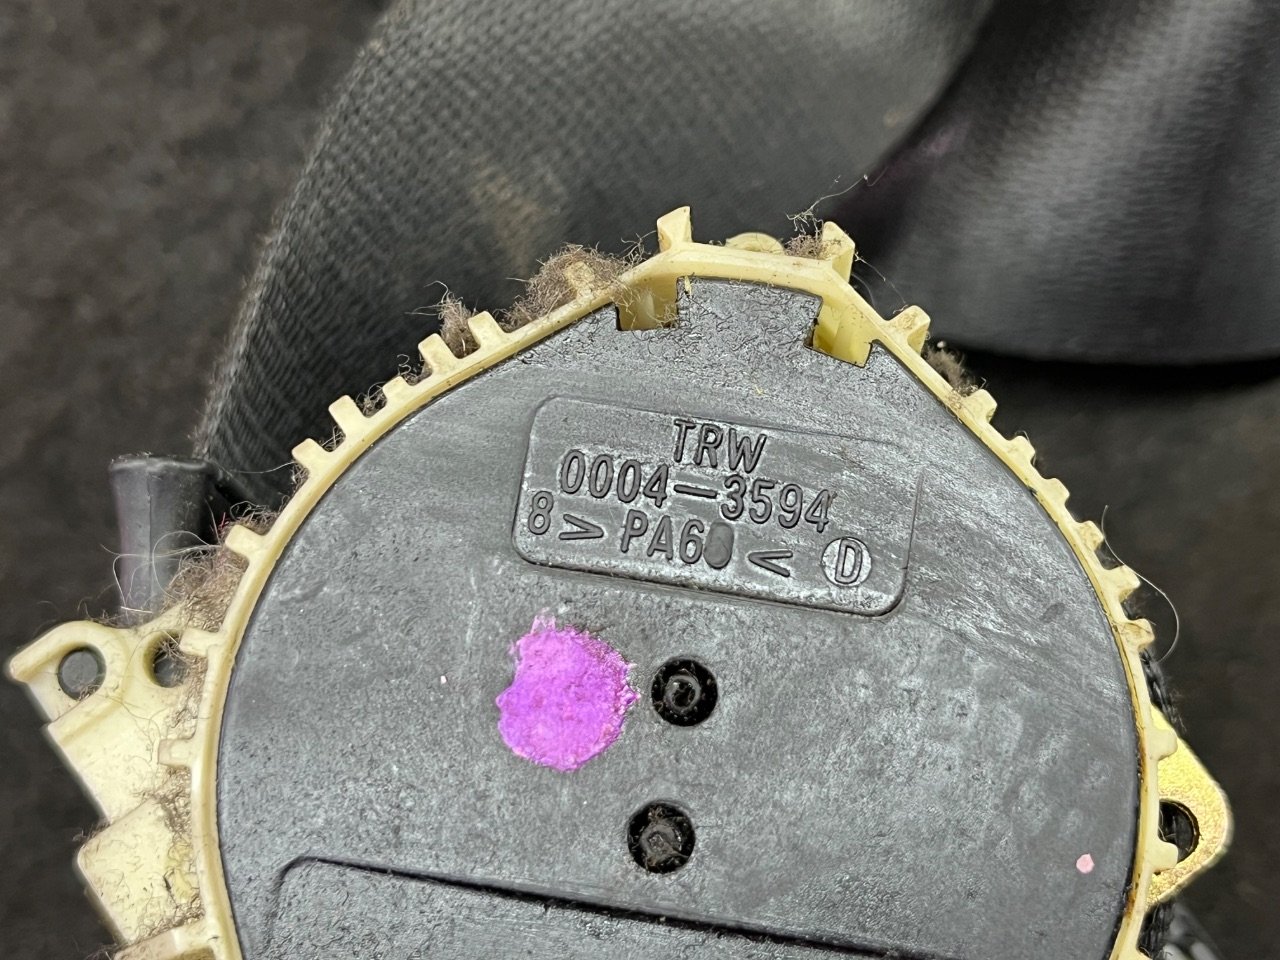 TRW
0004-3594
8 > PA6 < D